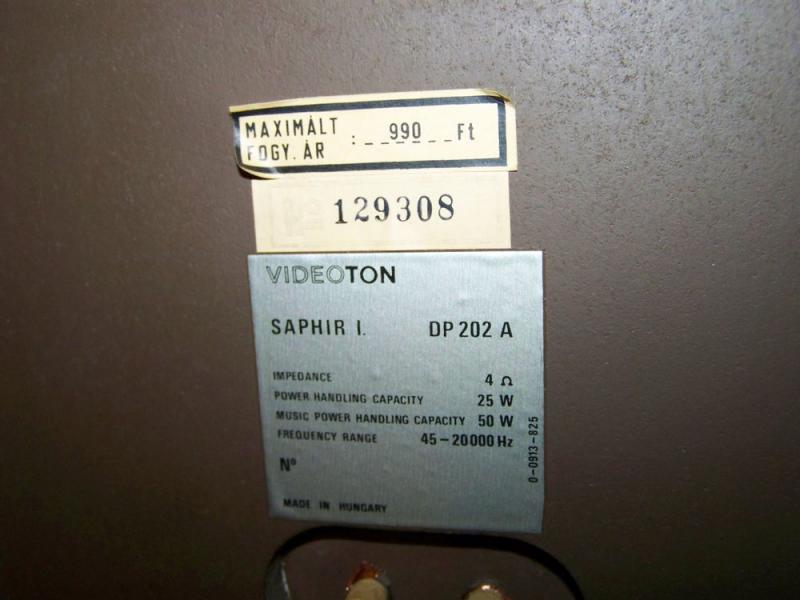 MAXIMÁLT
FOGY. ÁR : _ _990_ _ Ft
129308
VIDEOTON
SAPHIR I. DP 202 A
IMPEDANCE 4 Ω
POWER HANDLING CAPACITY 25 W
MUSIC POWER HANDLING CAPACITY 50 W
FREQUENCY RANGE 45-20000 Hz
Nº
0-0913-825
MADE IN HUNGARY